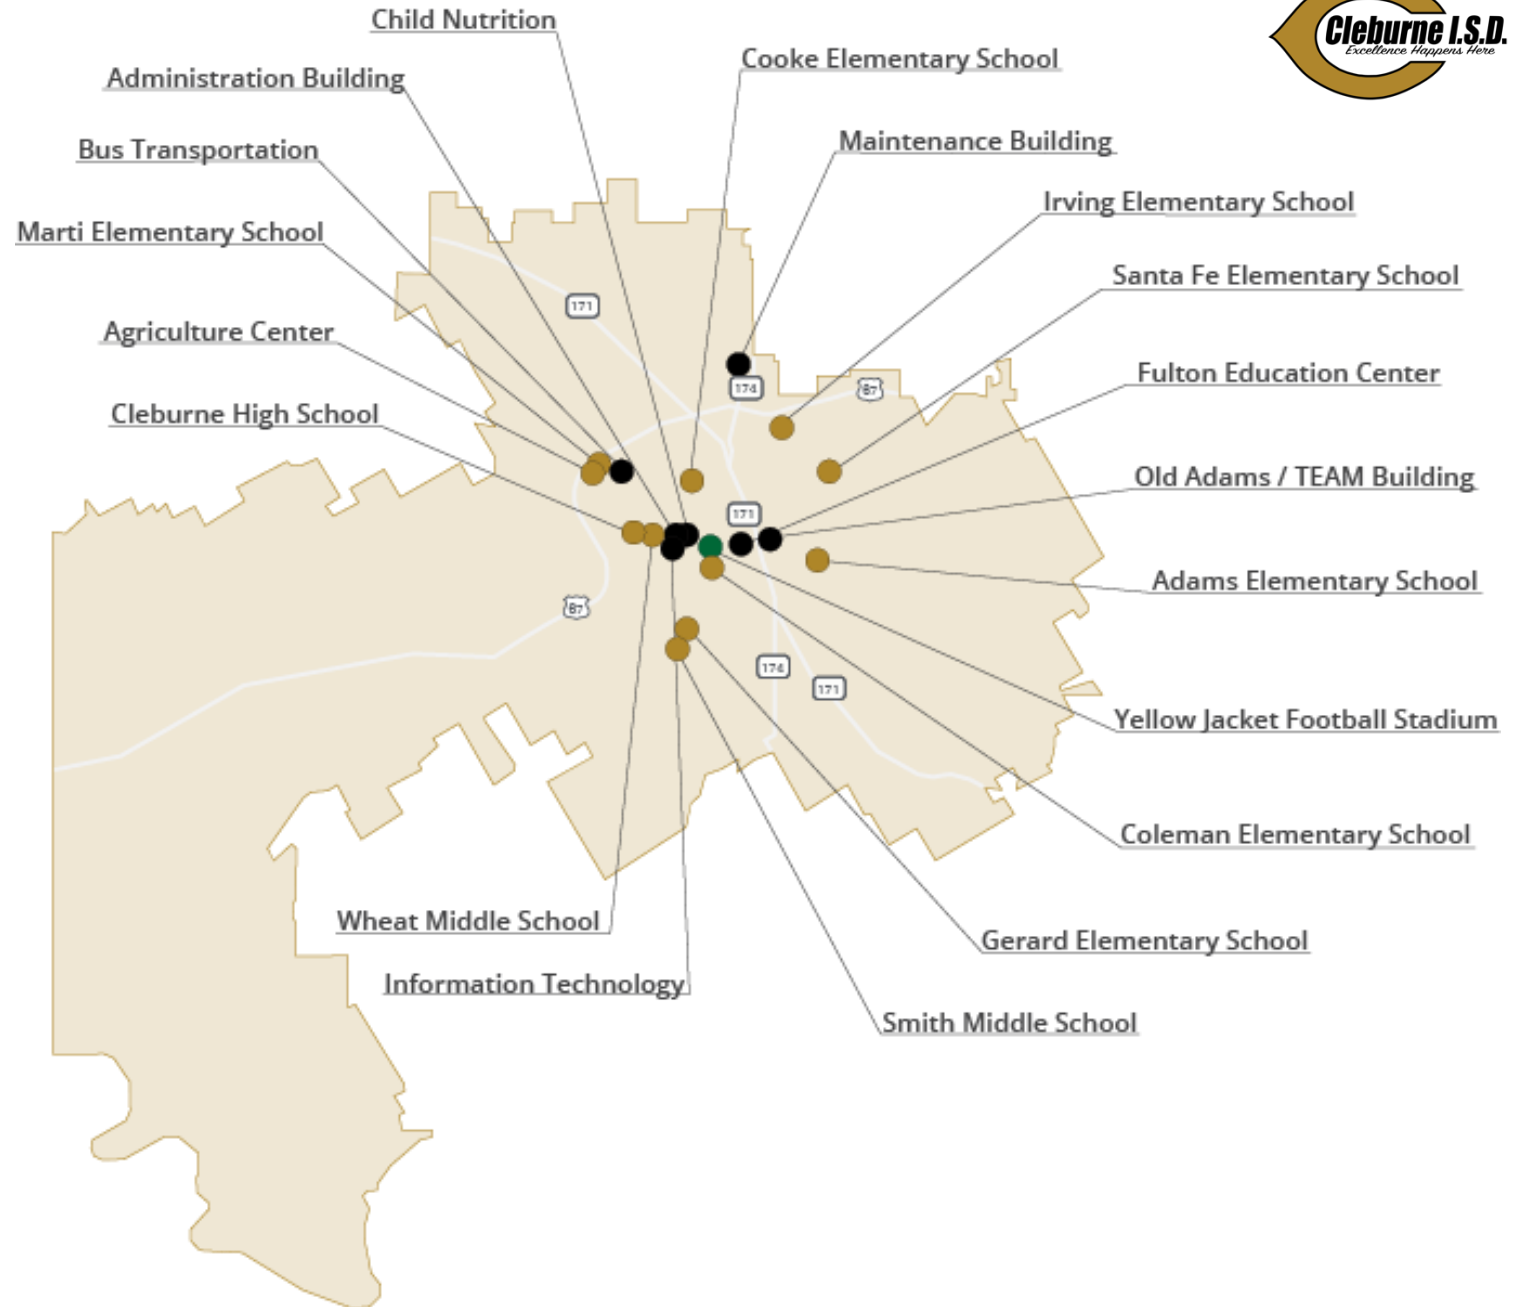 Child Nutrition
Cleburne I.S.D.
Excellence Happens Here
Cooke Elementary School
Administration Building
Maintenance Building
Bus Transportation
Irving Elementary School
Marti Elementary School
Santa Fe Elementary School
171
Agriculture Center
Fulton Education Center
174
87
Cleburne High School
Old Adams / TEAM Building
171
Adams Elementary School
87
174
171
Yellow Jacket Football Stadium
Coleman Elementary School
Wheat Middle School
Gerard Elementary School
Information Technology
Smith Middle School